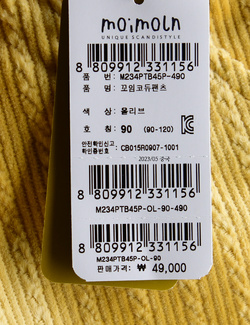 moimoln
UNIQUE SCANDISTYLE
8 809912 331156
품 번: M234PTB45P-490
품 명: 꼬임코듀팬츠
색 상: 올리브
호 칭: 90 (90-120)
안전확인신고
확인증번호: CB015R0907-1001
2023/05 중국
8 809912 331156
M234PTB45P-OL-90-490
8 809912 331156
M234PTB45P-OL-90
판매가격: ₩ 49,000